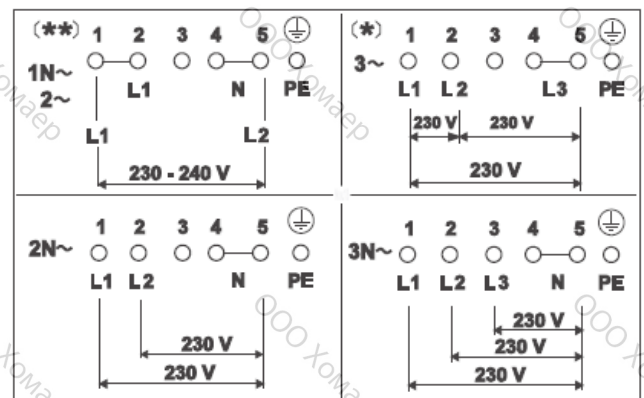 (**) 1 2 3 4 5
1N~ L1 N PE
2~
L1 L2
230 - 240 V
(*) 1 2 3 4 5
3~ L1 L2 L3 PE
230 V 230 V
230 V
1 2 3 4 5
2N~
L1 L2 N PE
230 V
230 V
1 2 3 4 5
3N~
L1 L2 L3 N PE
230 V
230 V
230 V
ООО Хомаер
ООО Хомаер
ООО Хомаер